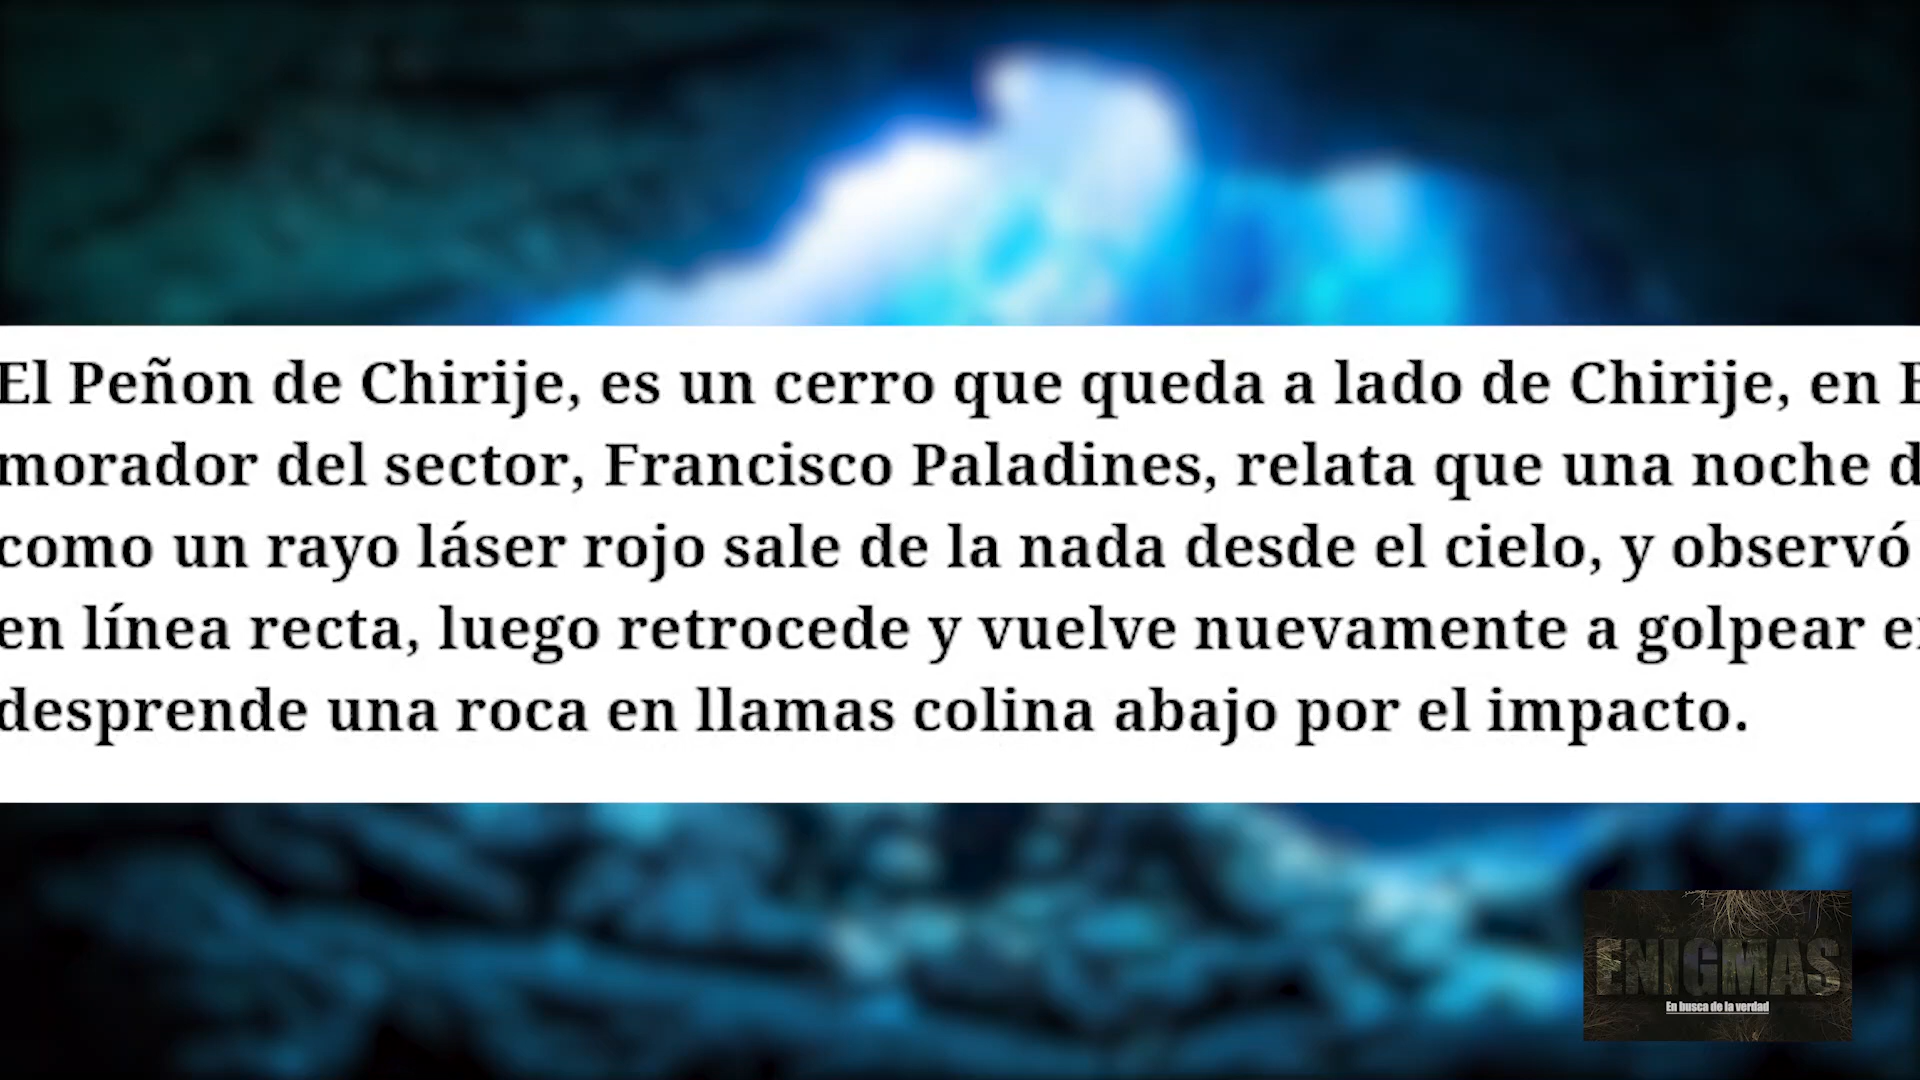 El Peñon de Chirije, es un cerro que queda a lado de Chirije, en
morador del sector, Francisco Paladines, relata que una noche
como un rayo láser rojo sale de la nada desde el cielo, y observó
en línea recta, luego retrocede y vuelve nuevamente a golpear
desprende una roca en llamas colina abajo por el impacto.
ENIGMAS
En busca de la verdad